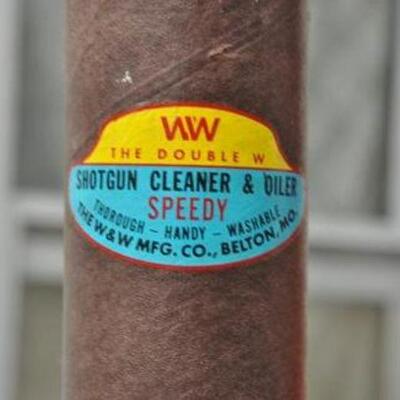 WW
THE DOUBLE W
SHOTGUN CLEANER & OILER
SPEEDY
THOROUGH - HANDY - WASHABLE
THE W&W MFG. CO., BELTON, MO.